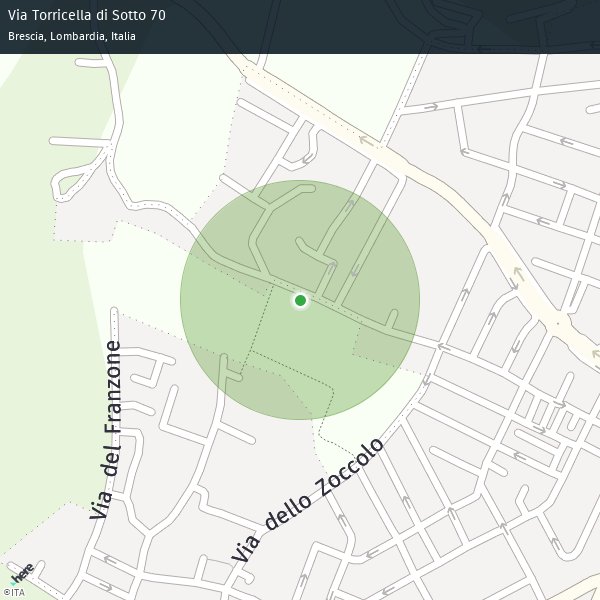 Via Torricella di Sotto 70
Brescia, Lombardia, Italia
Via del Franzone
Via dello Zoccolo
here
©ITA